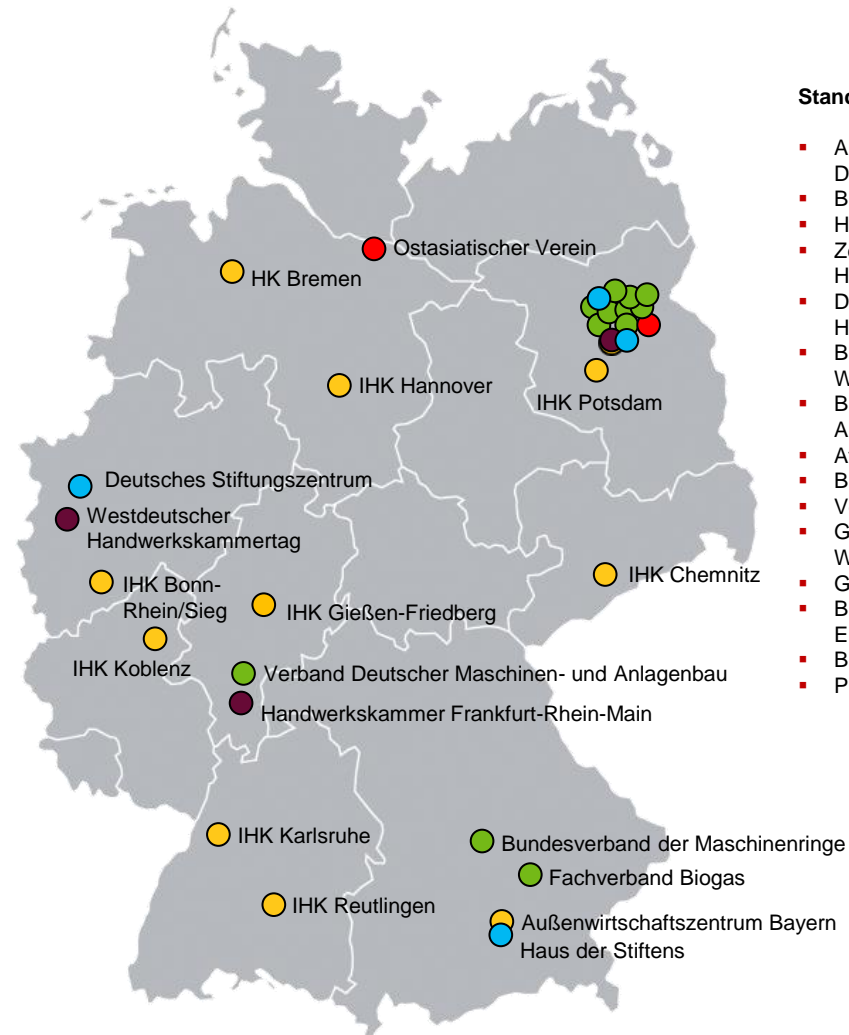 Ostasiatischer Verein
HK Bremen
IHK Hannover
IHK Potsdam
Deutsches Stiftungszentrum
Westdeutscher
Handwerkskammertag
IHK Bonn-
Rhein/Sieg
IHK Chemnitz
IHK Gießen-Friedberg
IHK Koblenz
Verband Deutscher Maschinen- und Anlagenbau
Handwerkskammer Frankfurt-Rhein-Main
IHK Karlsruhe
Bundesverband der Maschinenringe
Fachverband Biogas
IHK Reutlingen
Außenwirtschaftszentrum Bayern
Haus der Stiftens